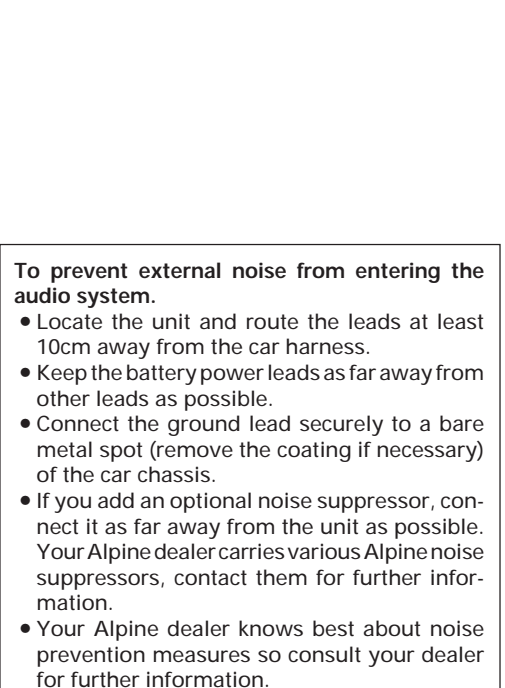 To prevent external noise from entering the
audio system.
• Locate the unit and route the leads at least
10cm away from the car harness.
• Keep the battery power leads as far away from
other leads as possible.
• Connect the ground lead securely to a bare
metal spot (remove the coating if necessary)
of the car chassis.
• If you add an optional noise suppressor, con-
nect it as far away from the unit as possible.
Your Alpine dealer carries various Alpine noise
suppressors, contact them for further infor-
mation.
• Your Alpine dealer knows best about noise
prevention measures so consult your dealer
for further information.